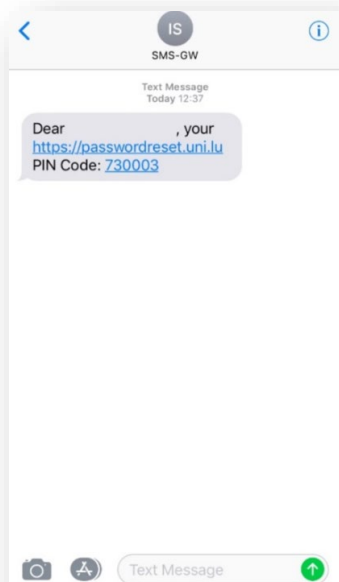 IS
SMS-GW
Text Message
Today 12:37
Dear , your
https://passwordreset.uni.lu
PIN Code: 730003
Text Message